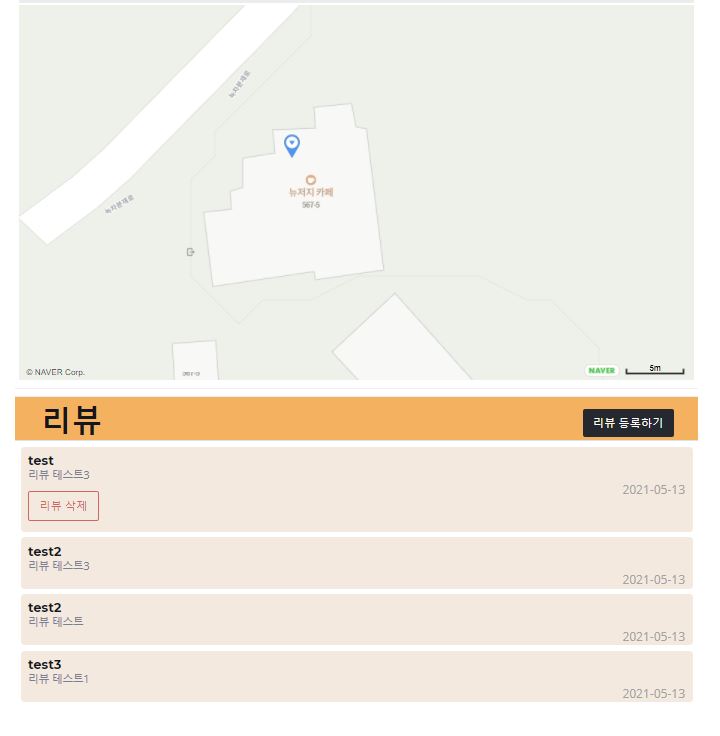 뉴저지 카페
567-5
© NAVER Corp.
NAVER
5m
리뷰
리뷰 등록하기
test
리뷰 테스트3
2021-05-13
리뷰 삭제
test2
리뷰 테스트3
2021-05-13
test2
리뷰 테스트
2021-05-13
test3
리뷰 테스트1
2021-05-13